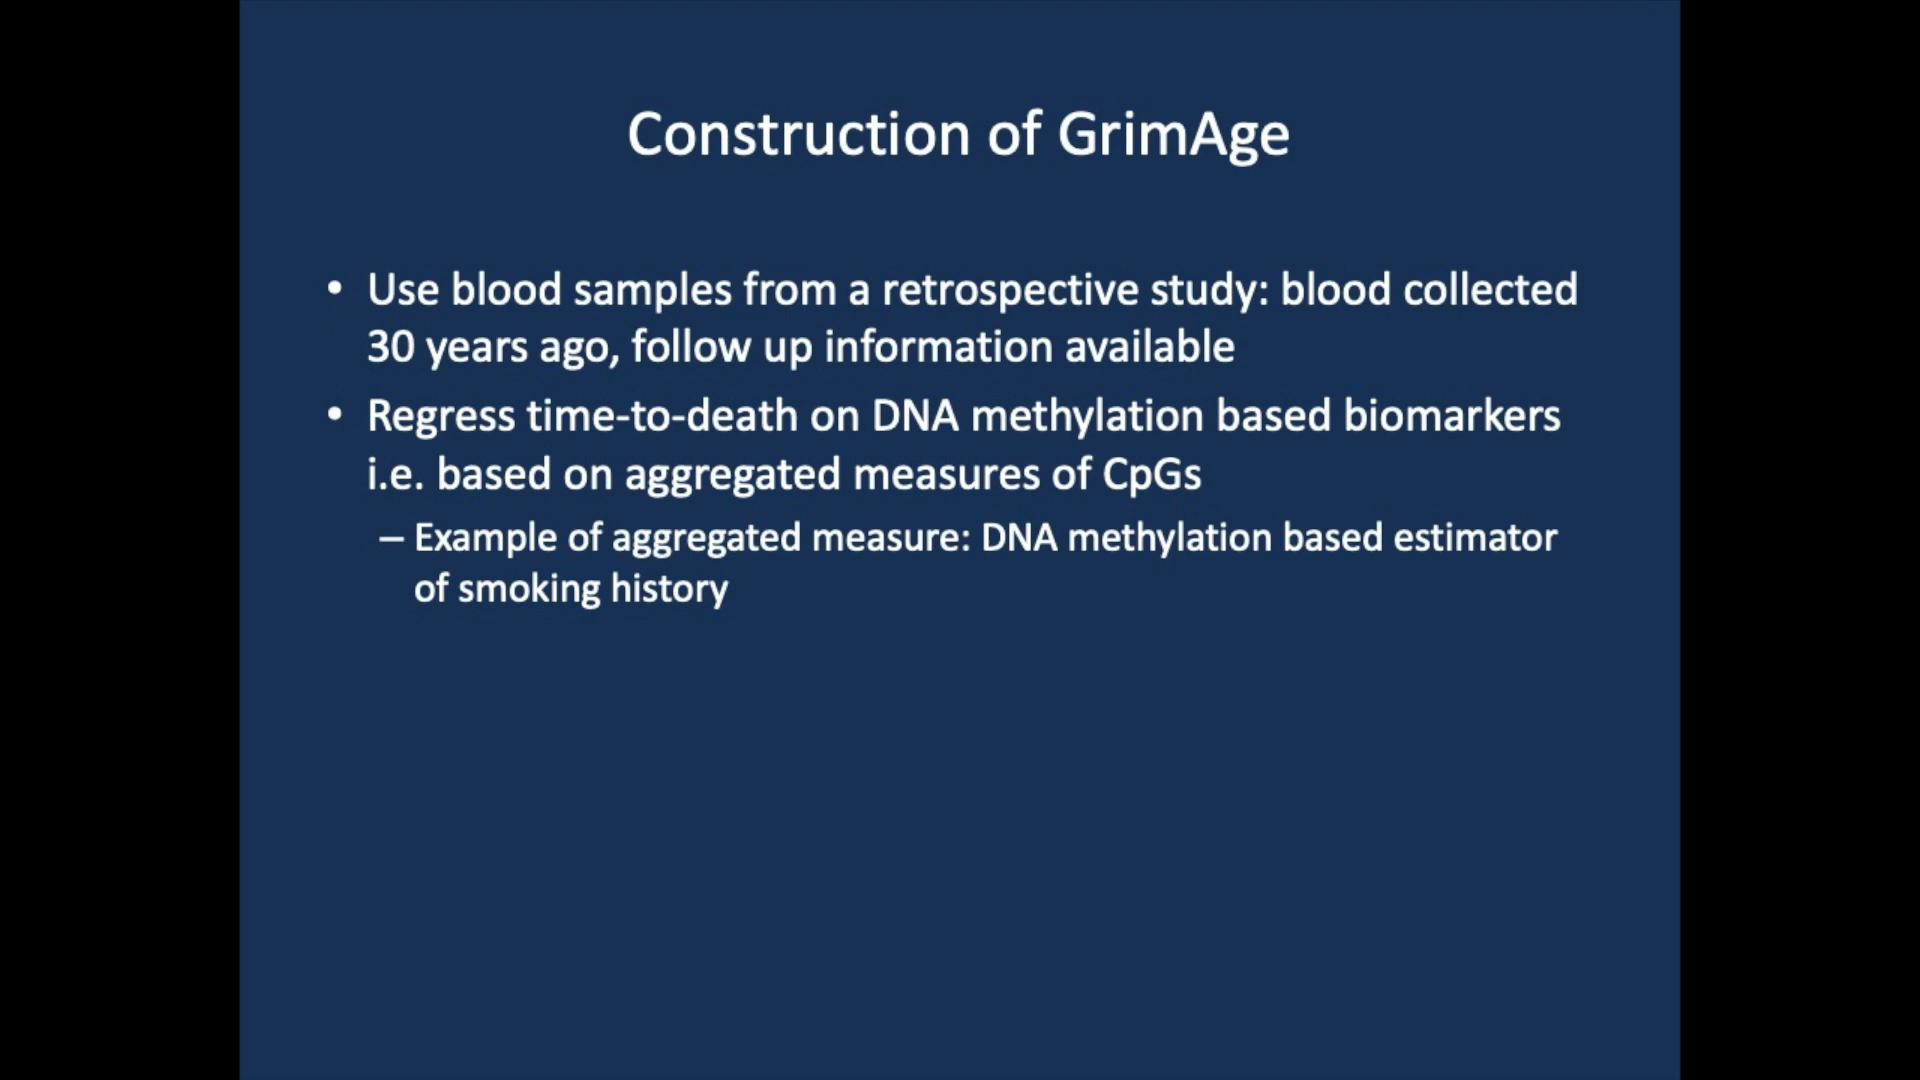 Construction of GrimAge
• Use blood samples from a retrospective study: blood collected
30 years ago, follow up information available
• Regress time-to-death on DNA methylation based biomarkers
i.e. based on aggregated measures of CpGs
– Example of aggregated measure: DNA methylation based estimator
of smoking history